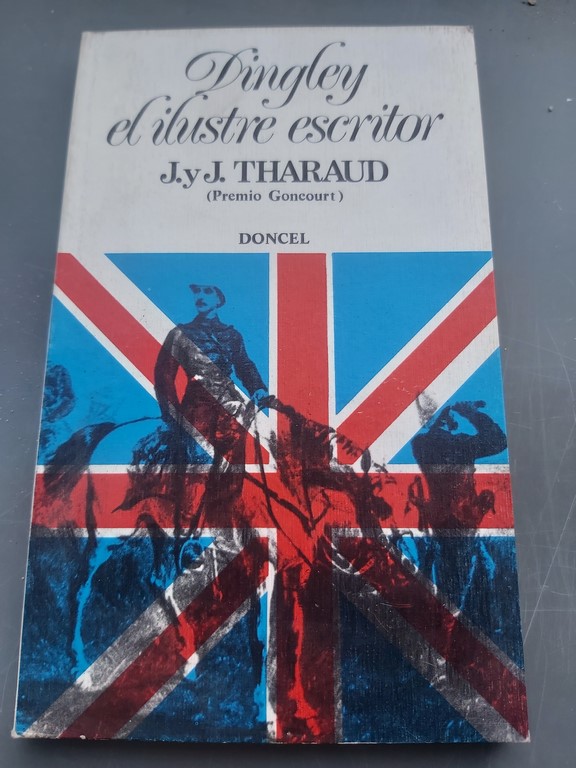 Dingley
el ilustre escritor
J. y J. THARAUD
(Premio Goncourt)
DONCEL